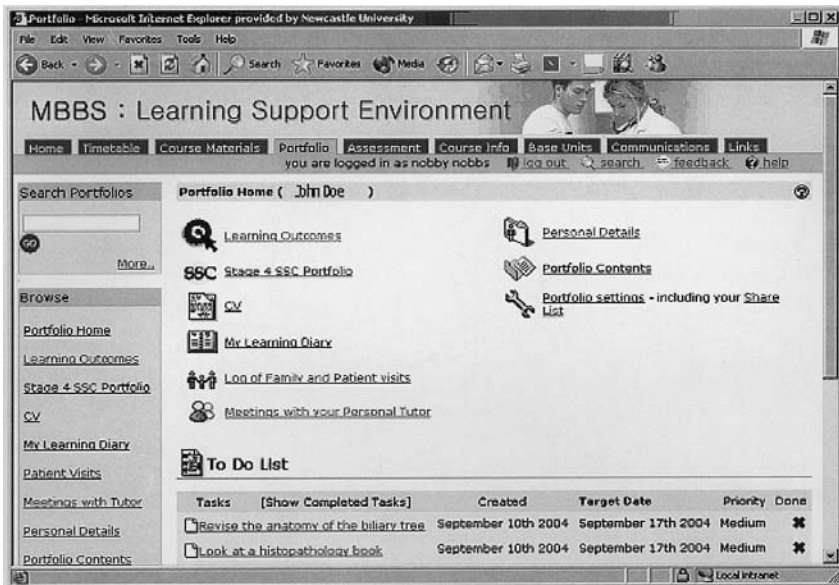 Portfolio - Microsoft Internet Explorer provided by Newcastle University
File Edit View Favorites Tools Help
Back Search Favorites Media
MBBS : Learning Support Environment
Home Timetable Course Materials Portfolio Assessment Course Info Base Units Communications Links
you are logged in as nobby nobbs log out search feedback help
Search Portfolios
GO
More..
Portfolio Home ( John Doe )
Learning Outcomes
SSC Stage 4 SSC Portfolio
CV
My Learning Diary
Log of Family and Patient visits
Meetings with your Personal Tutor
Personal Details
Portfolio Contents
Portfolio settings - including your Share
List
Browse
Portfolio Home
Learning Outcomes
Stage 4 SSC Portfolio
CV
My Learning Diary
Patient Visits
Meetings with Tutor
Personal Details
Portfolio Contents
To Do List
Tasks [Show Completed Tasks] Created Target Date Priority Done
Revise the anatomy of the biliary tree September 10th 2004 September 17th 2004 Medium
Look at a histopathology book September 10th 2004 September 17th 2004 Medium
Local intranet